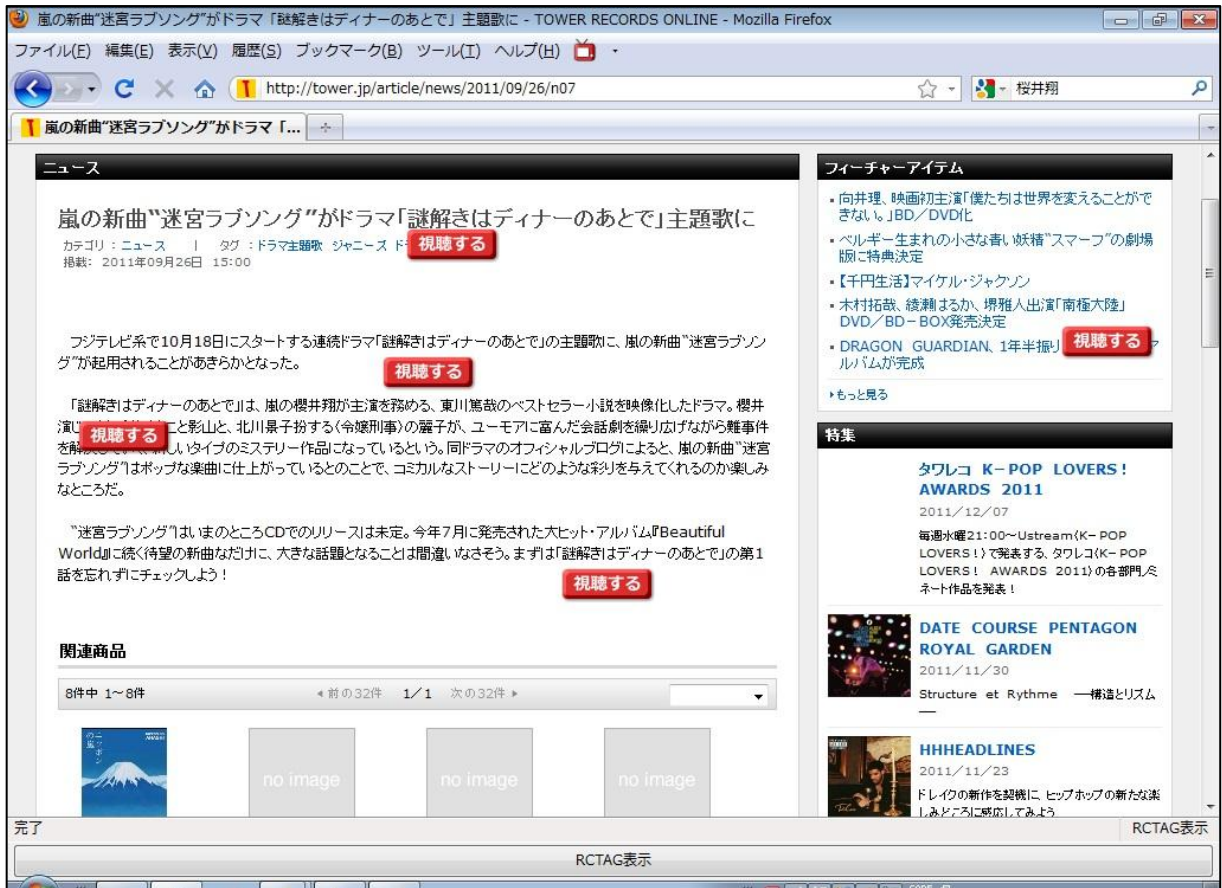 嵐の新曲“迷宮ラブソング”がドラマ「謎解きはディナーのあとで」主題歌に - TOWER RECORDS ONLINE - Mozilla Firefox
ファイル(F) 編集(E) 表示(V) 履歴(S) ブックマーク(B) ツール(T) ヘルプ(H)
http://tower.jp/article/news/2011/09/26/n07
桜井翔
嵐の新曲“迷宮ラブソング”がドラマ「...
ニュース
嵐の新曲“迷宮ラブソング”がドラマ「謎解きはディナーのあとで」主題歌に
カテゴリ : ニュース | タグ : ドラマ主題歌 ジャニーズ
視聴する
掲載: 2011年09月26日 15:00
フジテレビ系で10月18日にスタートする連続ドラマ「謎解きはディナーのあとで」の主題歌に、嵐の新曲“迷宮ラブソン
グ”が起用されることがあきらかとなった。
視聴する
「謎解きはディナーのあとで」は、嵐の櫻井翔が主演を務める、東川篤哉のベストセラー小説を映像化したドラマ。櫻井
演じ
視聴する
こと影山と、北川景子扮する〈令嬢刑事〉の麗子が、ユーモアに富んだ会話劇を繰り広げながら難事件
を解決 しいタイプのミステリー作品になっているという。同ドラマのオフィシャルブログによると、嵐の新曲“迷宮
ラブソング”はポップな楽曲に仕上がっているとのことで、コミカルなストーリーにどのような彩りを与えてくれるのか楽しみ
なところだ。
“迷宮ラブソング”はいまのところCDでのリリースは未定。今年7月に発売された大ヒット・アルバム『Beautiful
World』に続く待望の新曲なだけに、大きな話題となることは間違いなさそう。まずは「謎解きはディナーのあとで」の第1
話を忘れずにチェックしよう！
視聴する
関連商品
8件中 1～8件
前の32件 1／1 次の32件
ニッポンの嵐
ARASHI
no image
no image
no image
フィーチャーアイテム
向井理、映画初主演「僕たちは世界を変えることがで
きない。」BD／DVD化
ベルギー生まれの小さな青い妖精“スマーフ”の劇場
版に特典決定
【千円生活】マイケル・ジャクソン
木村拓哉、綾瀬はるか、堺雅人出演「南極大陸」
DVD／BD－BOX発売決定
DRAGON GUARDIAN、1年半振り
視聴する
ア
ルバムが完成
もっと見る
特集
タワレコ K－POP LOVERS！
AWARDS 2011
2011／12／07
毎週水曜21:00～Ustream〈K－POP
LOVERS！〉で発表する、タワレコ〈K－POP
LOVERS！ AWARDS 2011〉の各部門ノミ
ネート作品を発表！
DATE COURSE PENTAGON
ROYAL GARDEN
2011／11／30
Structure et Rythme ──構造とリズム
──
HHHEADLINES
2011／11／23
ドレイクの新作を契機に、ヒップホップの新たな楽
しみどころに感応してみよう
完了
RCTAG表示
RCTAG表示